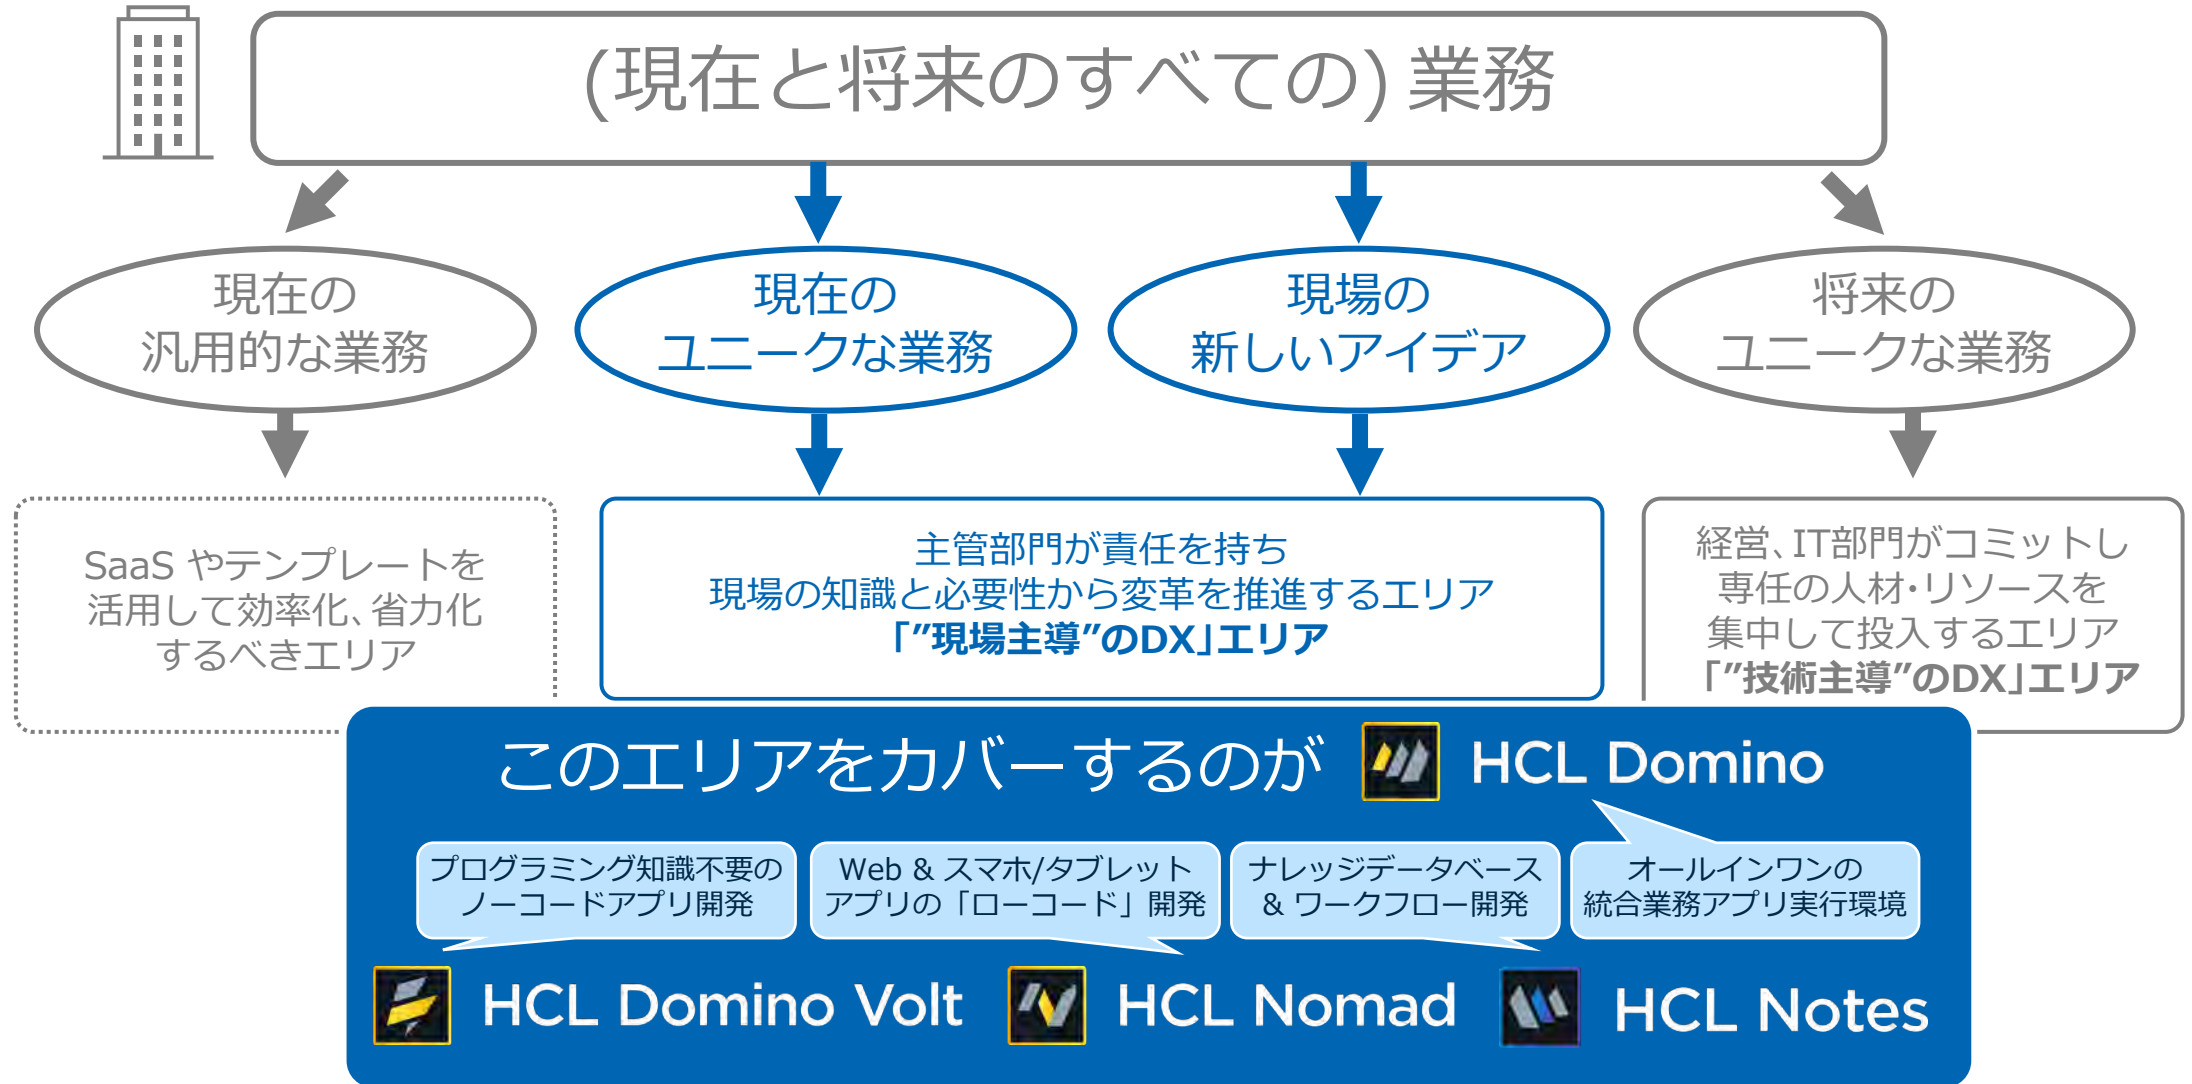 (現在と将来のすべての) 業務
現在の
汎用的な業務
現在の
ユニークな業務
現場の
新しいアイデア
将来の
ユニークな業務
SaaS やテンプレートを
活用して効率化、省力化
するべきエリア
主管部門が責任を持ち
現場の知識と必要性から変革を推進するエリア
「”現場主導”のDX」エリア
経営、IT部門がコミットし
専任の人材・リソースを
集中して投入するエリア
「”技術主導”のDX」エリア
このエリアをカバーするのが HCL Domino
プログラミング知識不要の
ノーコードアプリ開発
Web & スマホ/タブレット
アプリの「ローコード」開発
ナレッジデータベース
& ワークフロー開発
オールインワンの
統合業務アプリ実行環境
HCL Domino Volt
HCL Nomad
HCL Notes